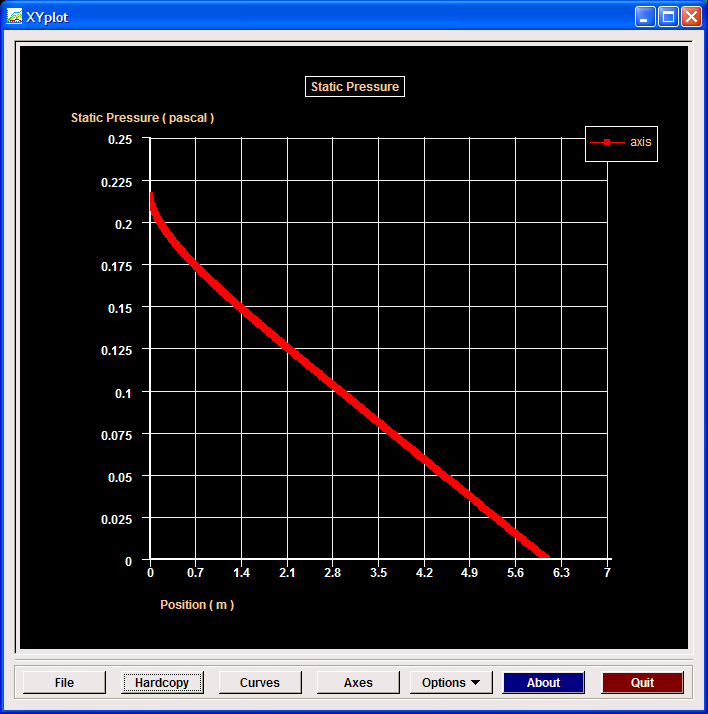 XYplot
Static Pressure
Static Pressure ( pascal )
axis
0.25
0.225
0.2
0.175
0.15
0.125
0.1
0.075
0.05
0.025
0
0 0.7 1.4 2.1 2.8 3.5 4.2 4.9 5.6 6.3 7
Position ( m )
File Hardcopy Curves Axes Options About Quit